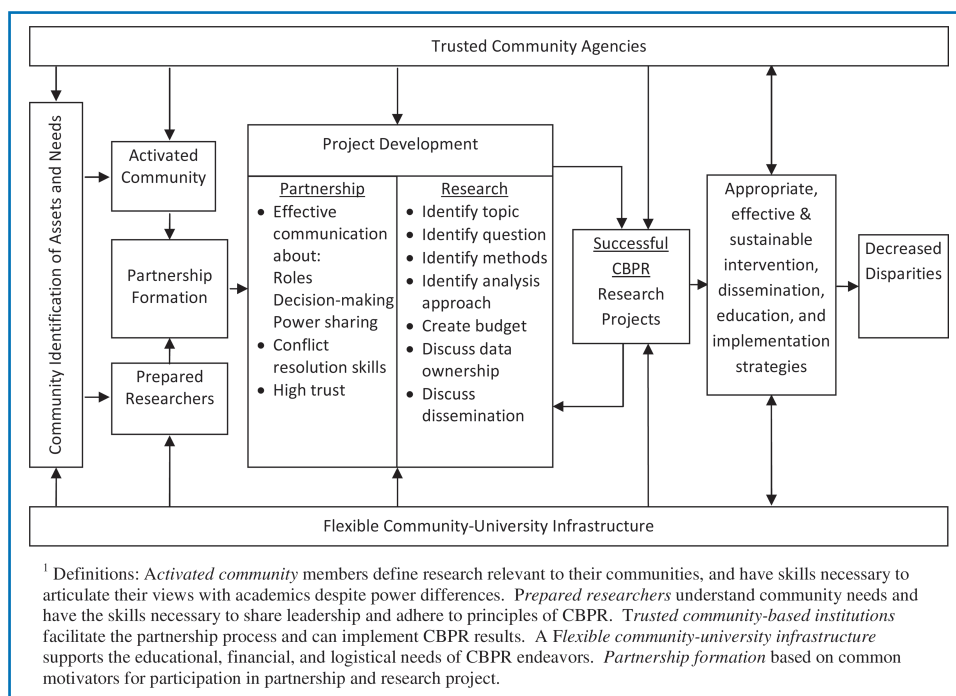 Trusted Community Agencies
Community Identification of Assets and Needs
Activated
Community
Partnership
Formation
Prepared
Researchers
Project Development
Partnership
• Effective
communication
about:
Roles
Decision-making
Power sharing
• Conflict
resolution skills
• High trust
Research
• Identify topic
• Identify question
• Identify methods
• Identify analysis
approach
• Create budget
• Discuss data
ownership
• Discuss
dissemination
Successful
CBPR
Research
Projects
Appropriate,
effective &
sustainable
intervention,
dissemination,
education, and
implementation
strategies
Decreased
Disparities
Flexible Community-University Infrastructure
1 Definitions: Activated community members define research relevant to their communities, and have skills necessary to
articulate their views with academics despite power differences. Prepared researchers understand community needs and
have the skills necessary to share leadership and adhere to principles of CBPR. Trusted community-based institutions
facilitate the partnership process and can implement CBPR results. A Flexible community-university infrastructure
supports the educational, financial, and logistical needs of CBPR endeavors. Partnership formation based on common
motivators for participation in partnership and research project.